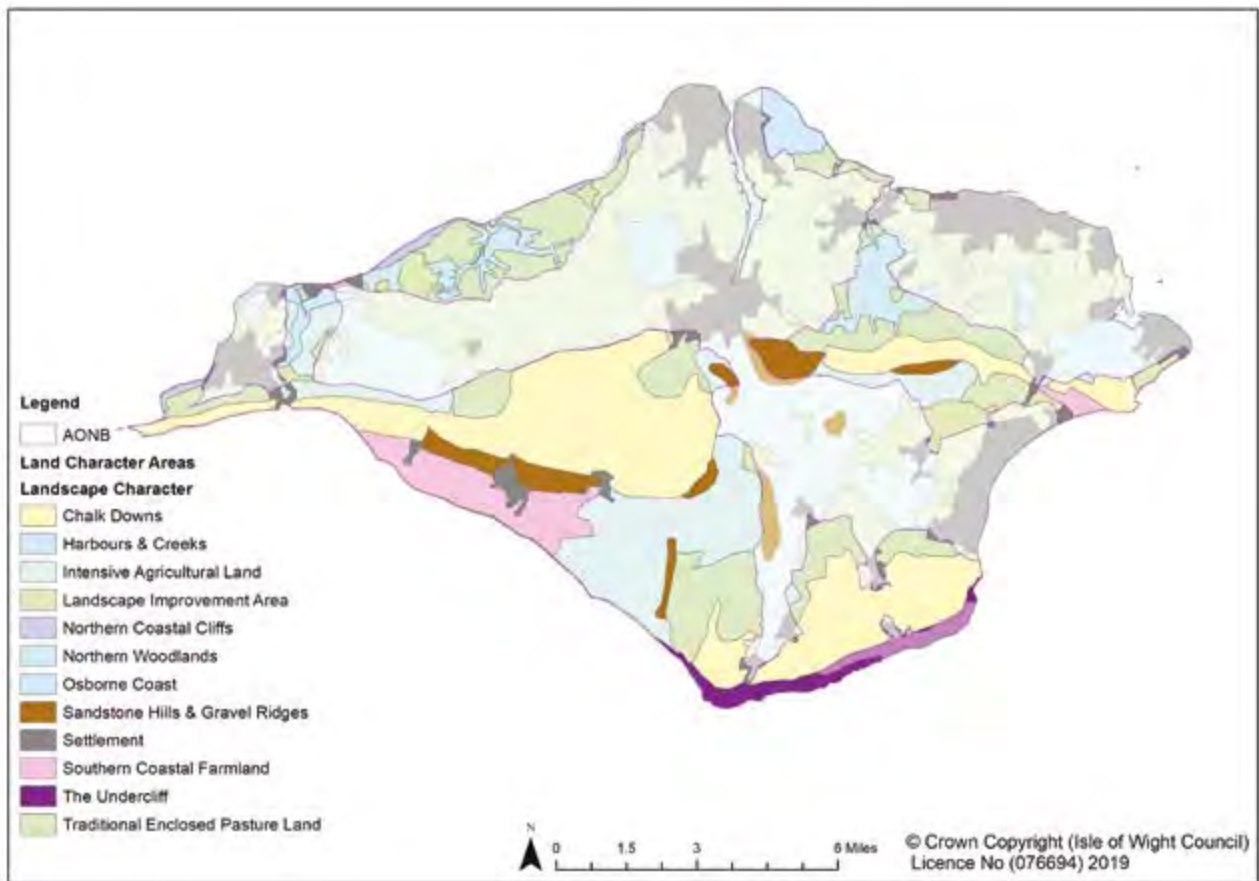 Legend
AONB
Land Character Areas
Landscape Character
Chalk Downs
Harbours & Creeks
Intensive Agricultural Land
Landscape Improvement Area
Northern Coastal Cliffs
Northern Woodlands
Osborne Coast
Sandstone Hills & Gravel Ridges
Settlement
Southern Coastal Farmland
The Undercliff
Traditional Enclosed Pasture Land
N
0 1.5 3 6 Miles
© Crown Copyright (Isle of Wight Council)
Licence No (076694) 2019